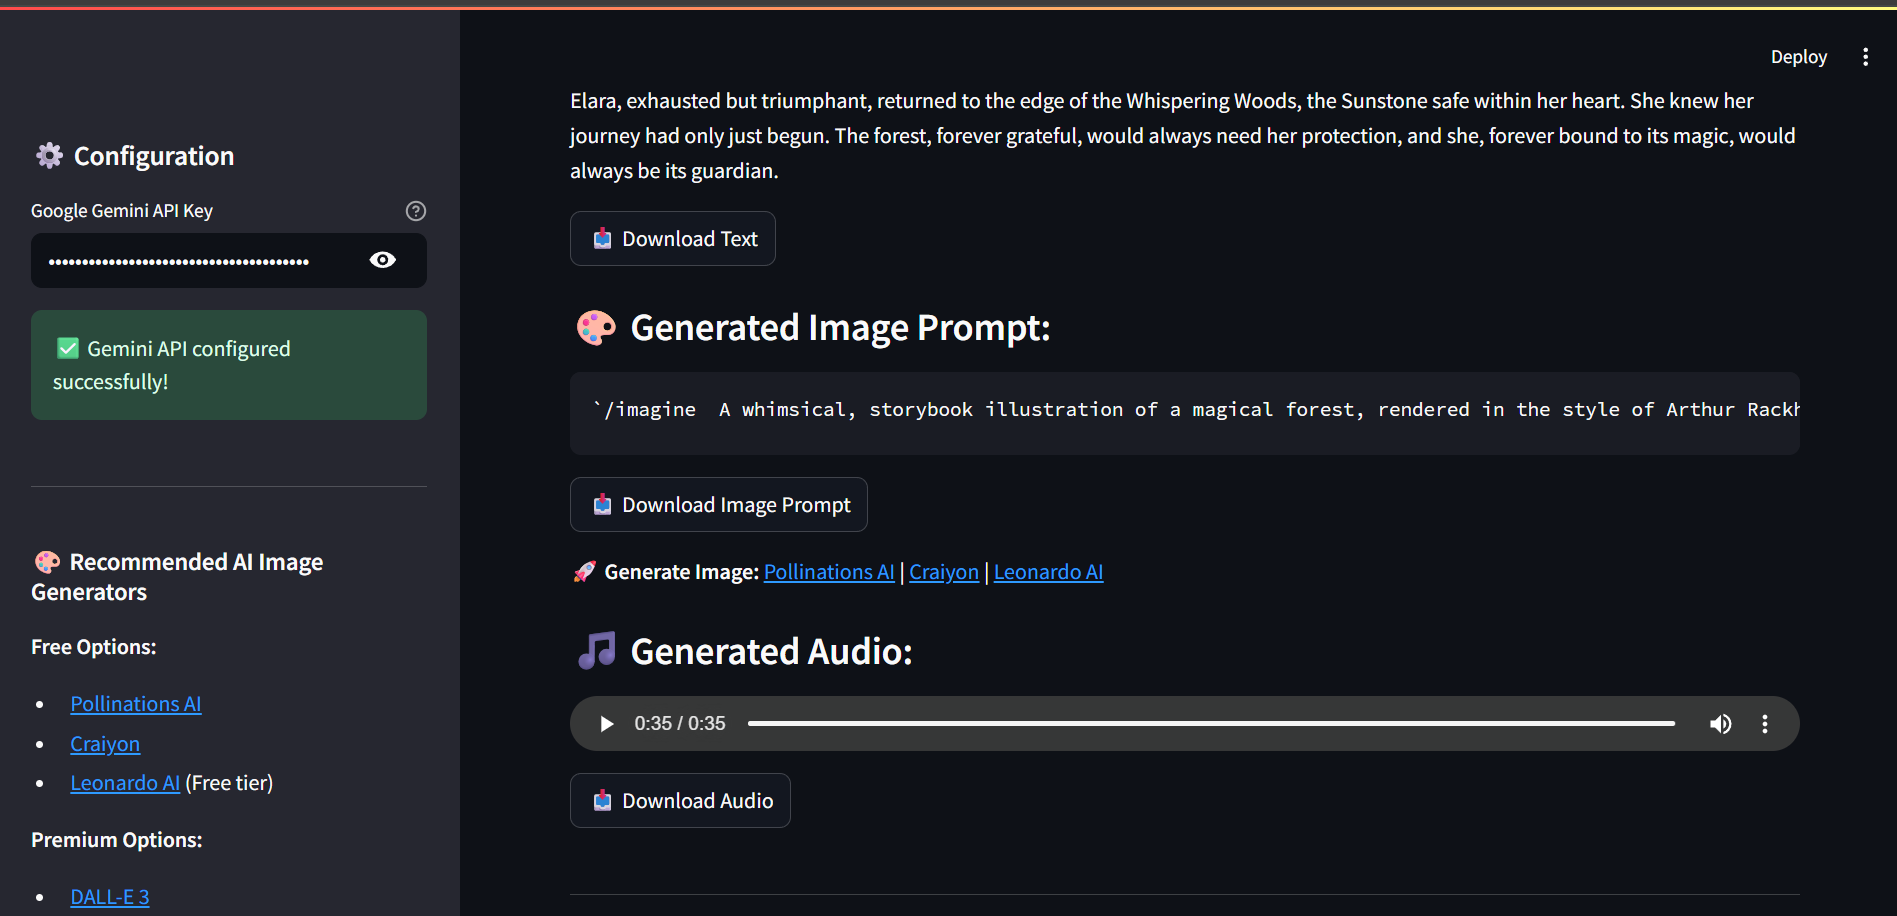 Deploy
Configuration
Google Gemini API Key
Gemini API configured
successfully!
Recommended AI Image
Generators
Free Options:
Pollinations AI
Craiyon
Leonardo AI (Free tier)
Premium Options:
DALL-E 3
Elara, exhausted but triumphant, returned to the edge of the Whispering Woods, the Sunstone safe within her heart. She knew her
journey had only just begun. The forest, forever grateful, would always need her protection, and she, forever bound to its magic, would
always be its guardian.
Download Text
Generated Image Prompt:
`/imagine  A whimsical, storybook illustration of a magical forest, rendered in the style of Arthur
Download Image Prompt
Generate Image: Pollinations AI | Craiyon | Leonardo AI
Generated Audio:
0:35 / 0:35
Download Audio